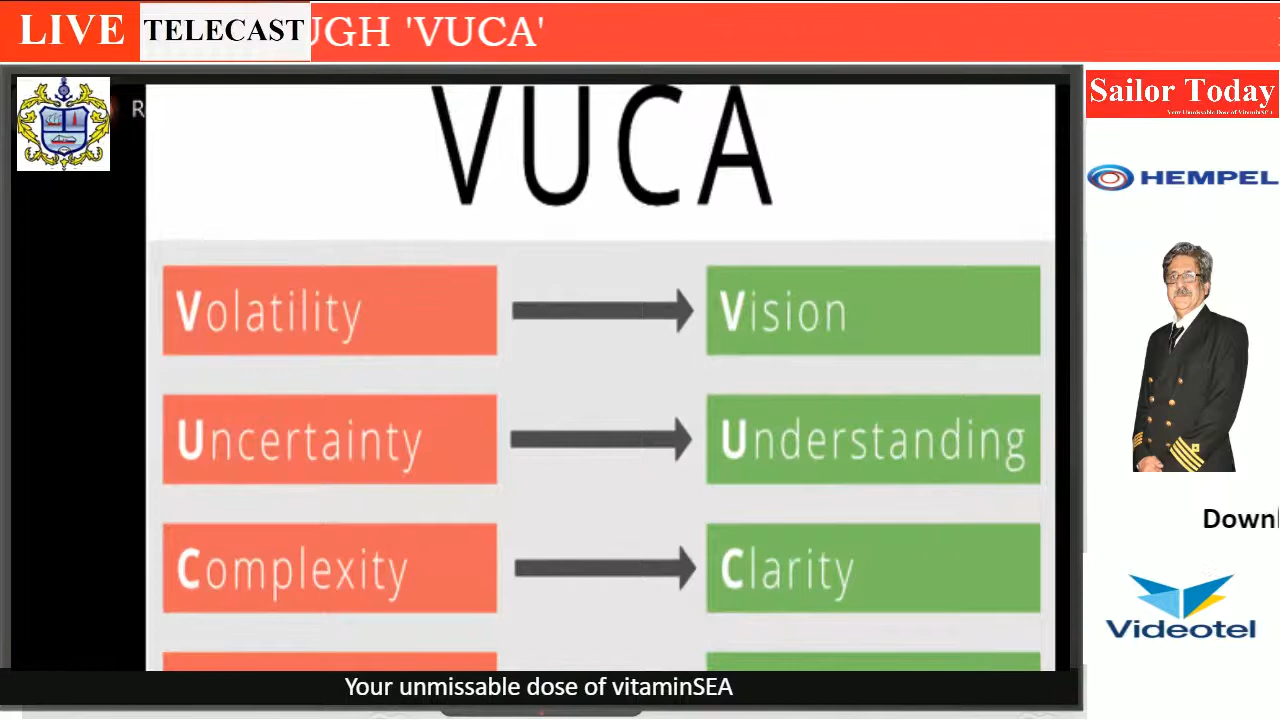 LIVE TELECAST UGH 'VUCA'
Sailor Today
R
VUCA
HEMPEL
Volatility Vision
Uncertainty Understanding
Complexity Clarity
Downl
Videotel
Your unmissable dose of vitaminSEA